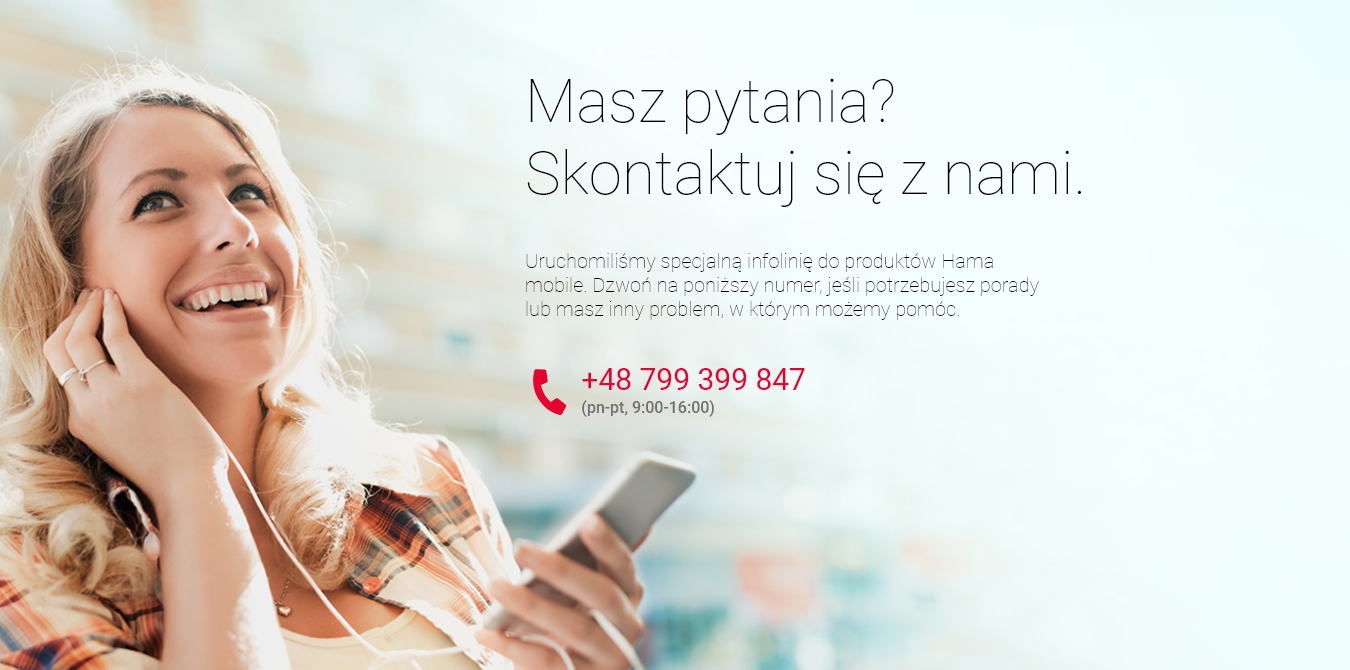 Masz pytania?
Skontaktuj się z nami.
Uruchomiliśmy specjalną infolinię do produktów Hama
mobile. Dzwoń na poniższy numer, jeśli potrzebujesz porady
lub masz inny problem, w którym możemy pomóc.
+48 799 399 847
(pn-pt, 9:00-16:00)